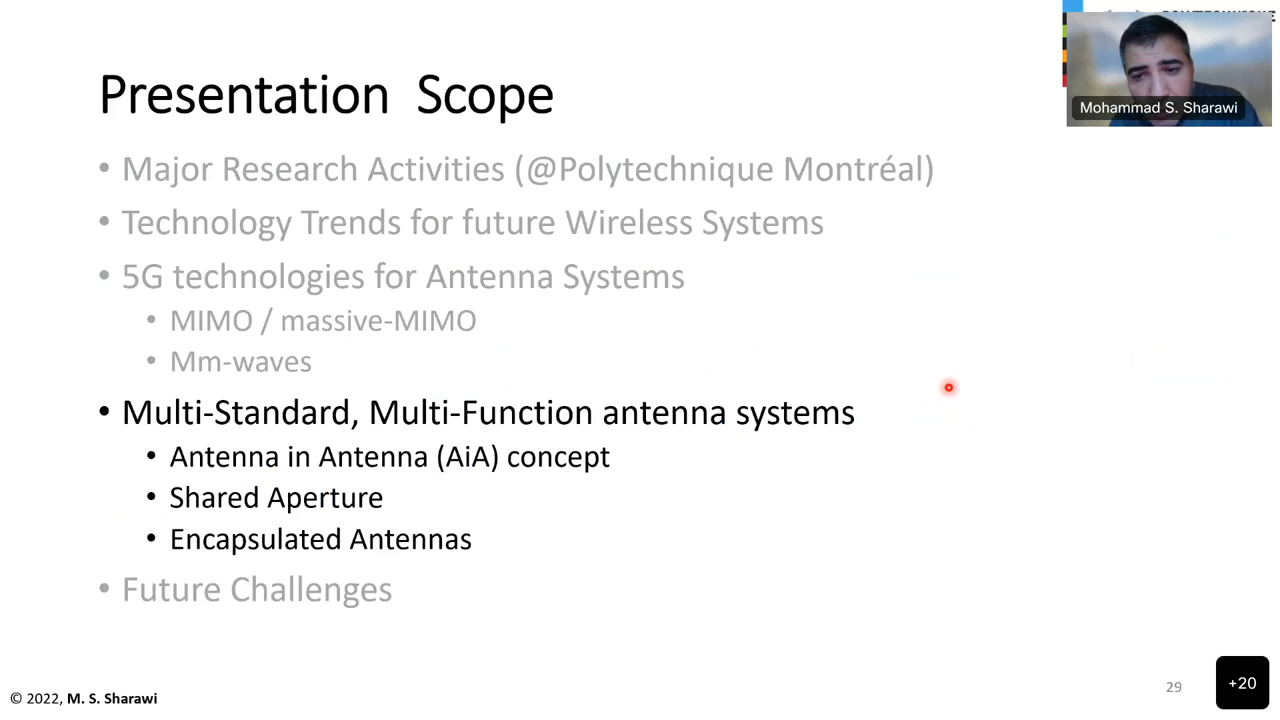 Presentation Scope
• Major Research Activities (@Polytechnique Montréal)
• Technology Trends for future Wireless Systems
• 5G technologies for Antenna Systems
• MIMO / massive-MIMO
• Mm-waves
• Multi-Standard, Multi-Function antenna systems
• Antenna in Antenna (AiA) concept
• Shared Aperture
• Encapsulated Antennas
• Future Challenges
Mohammad S. Sharawi
© 2022, M. S. Sharawi
29
+20